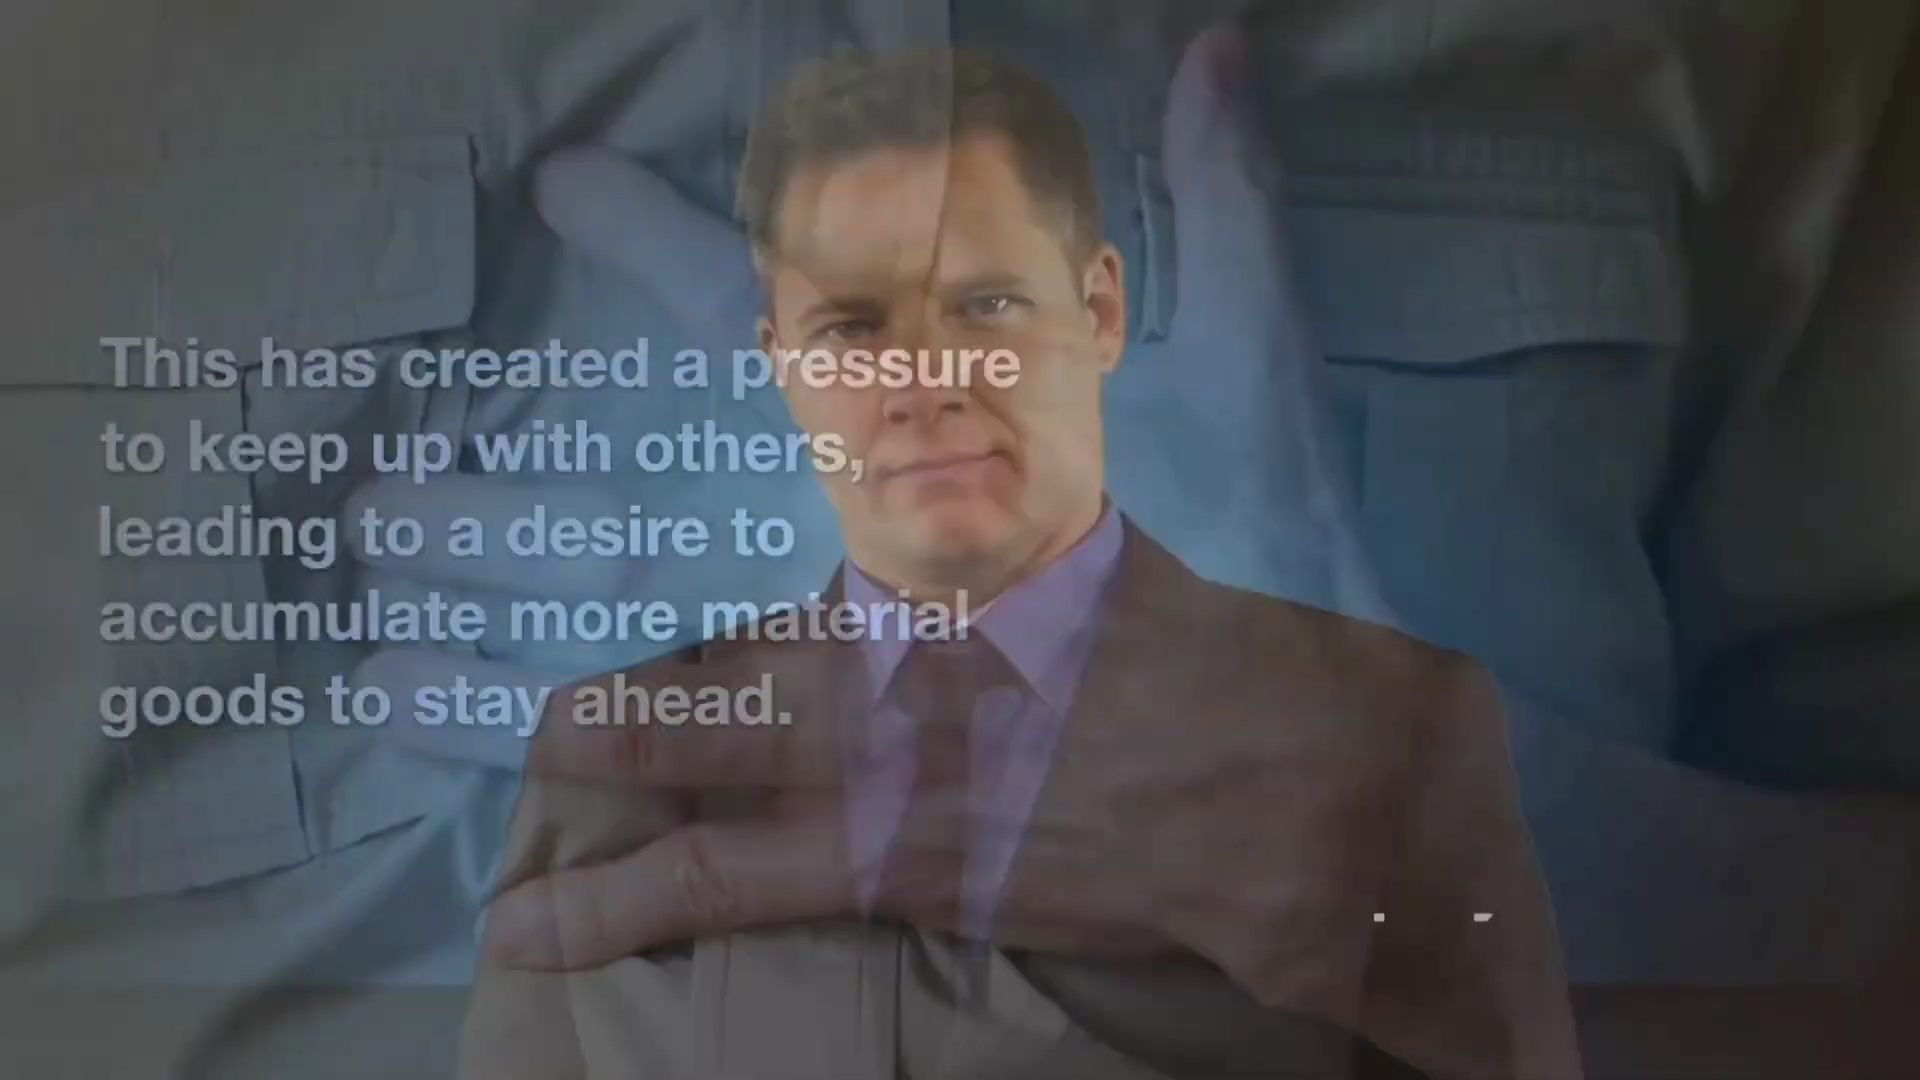 This has created a pressure
to keep up with others,
leading to a desire to
accumulate more material
goods to stay ahead.